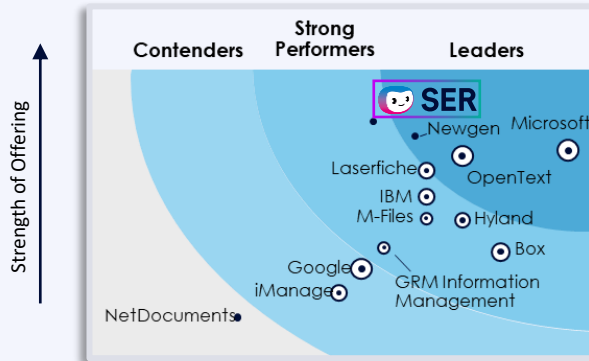 Strong
Performers
Contenders
Leaders
SER
Newgen
Microsoft
Laserfiche
OpenText
IBM
M-Files
Hyland
Box
Google
GRM Information
Management
iManage
NetDocuments
Strength of Offering